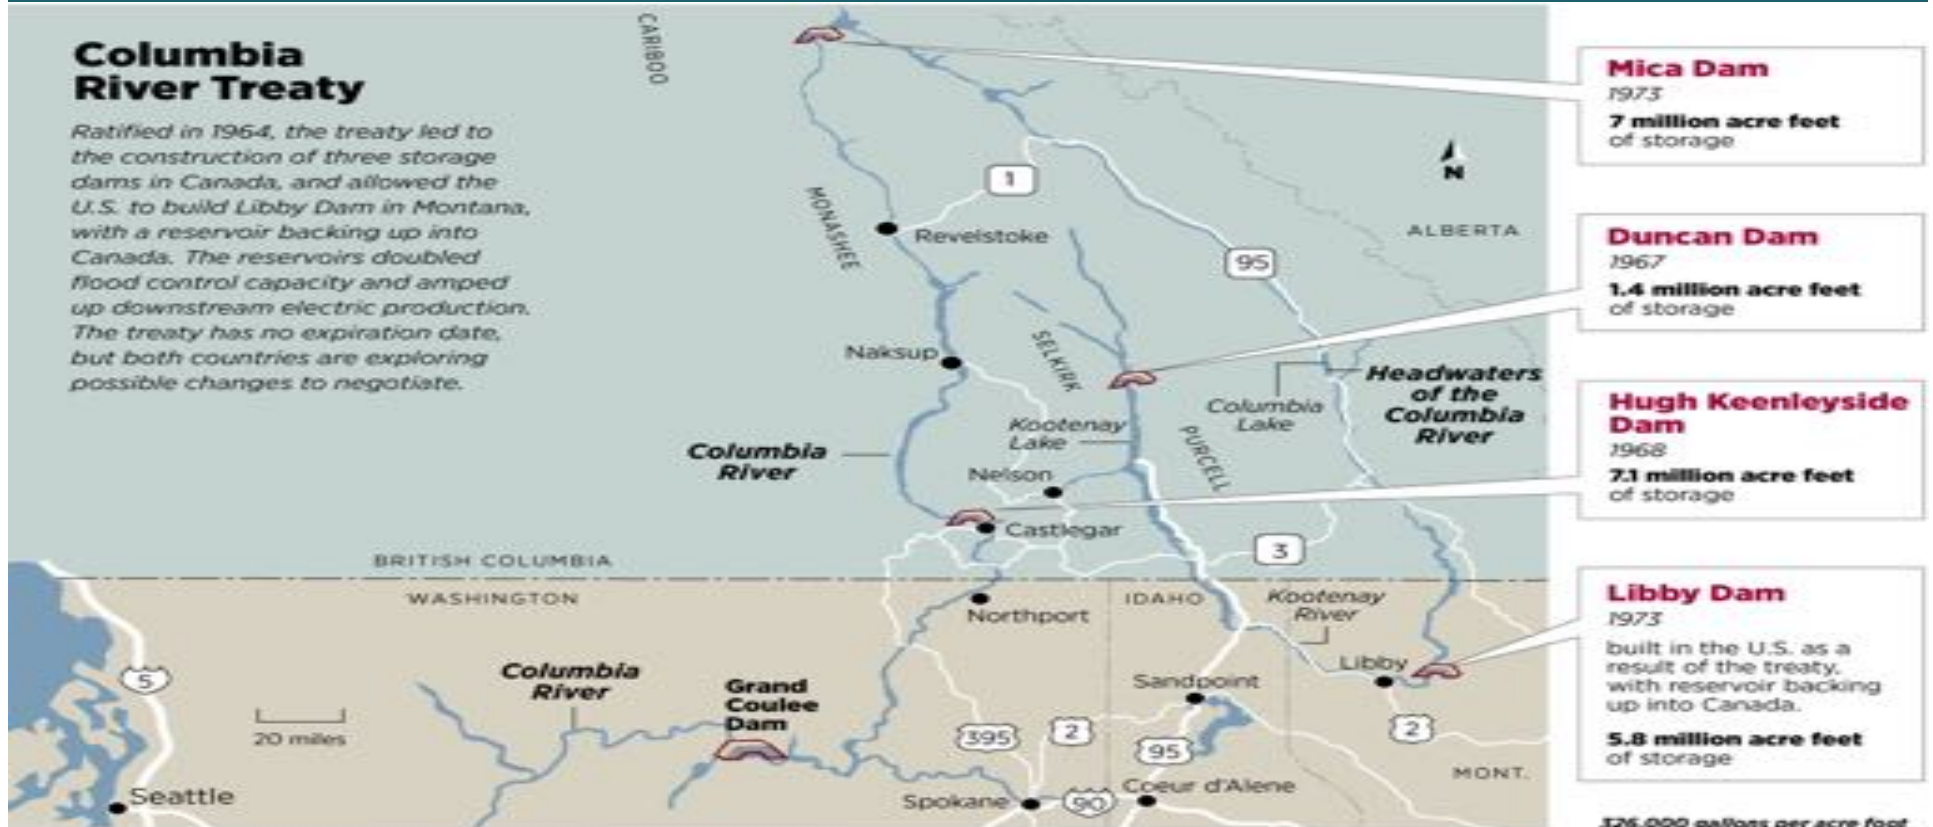 Columbia
River Treaty
Ratified in 1964, the treaty led to
the construction of three storage
dams in Canada, and allowed the
U.S. to build Libby Dam in Montana,
with a reservoir backing up into
Canada. The reservoirs doubled
flood control capacity and amped
up downstream electric production.
The treaty has no expiration date,
but both countries are exploring
possible changes to negotiate.
CARIBOO
MONASHEE
1
Revelstoke
95
N
ALBERTA
Naksup
SELKIRK
Kootenay
Lake
Columbia
Lake
Headwaters
of the
Columbia
River
PURCELL
Columbia
River
Nelson
Castlegar
3
BRITISH COLUMBIA
WASHINGTON
IDAHO
Kootenay
River
Northport
5
Columbia
River
Grand
Coulee
Dam
Libby
Sandpoint
20 miles
395
2
95
2
MONT.
Seattle
Spokane
90
Coeur d'Alene
Mica Dam
1973
7 million acre feet
of storage
Duncan Dam
1967
1.4 million acre feet
of storage
Hugh Keenleyside
Dam
1968
7.1 million acre feet
of storage
Libby Dam
1973
built in the U.S. as a
result of the treaty,
with reservoir backing
up into Canada.
5.8 million acre feet
of storage
326,000 gallons per acre foot